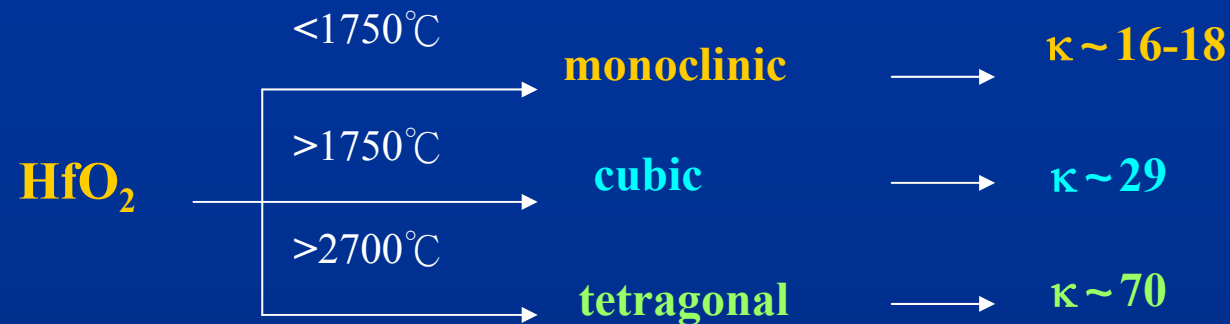 <1750℃
monoclinic
κ ~ 16-18
>1750℃
HfO₂
cubic
κ ~ 29
>2700℃
tetragonal
κ ~ 70